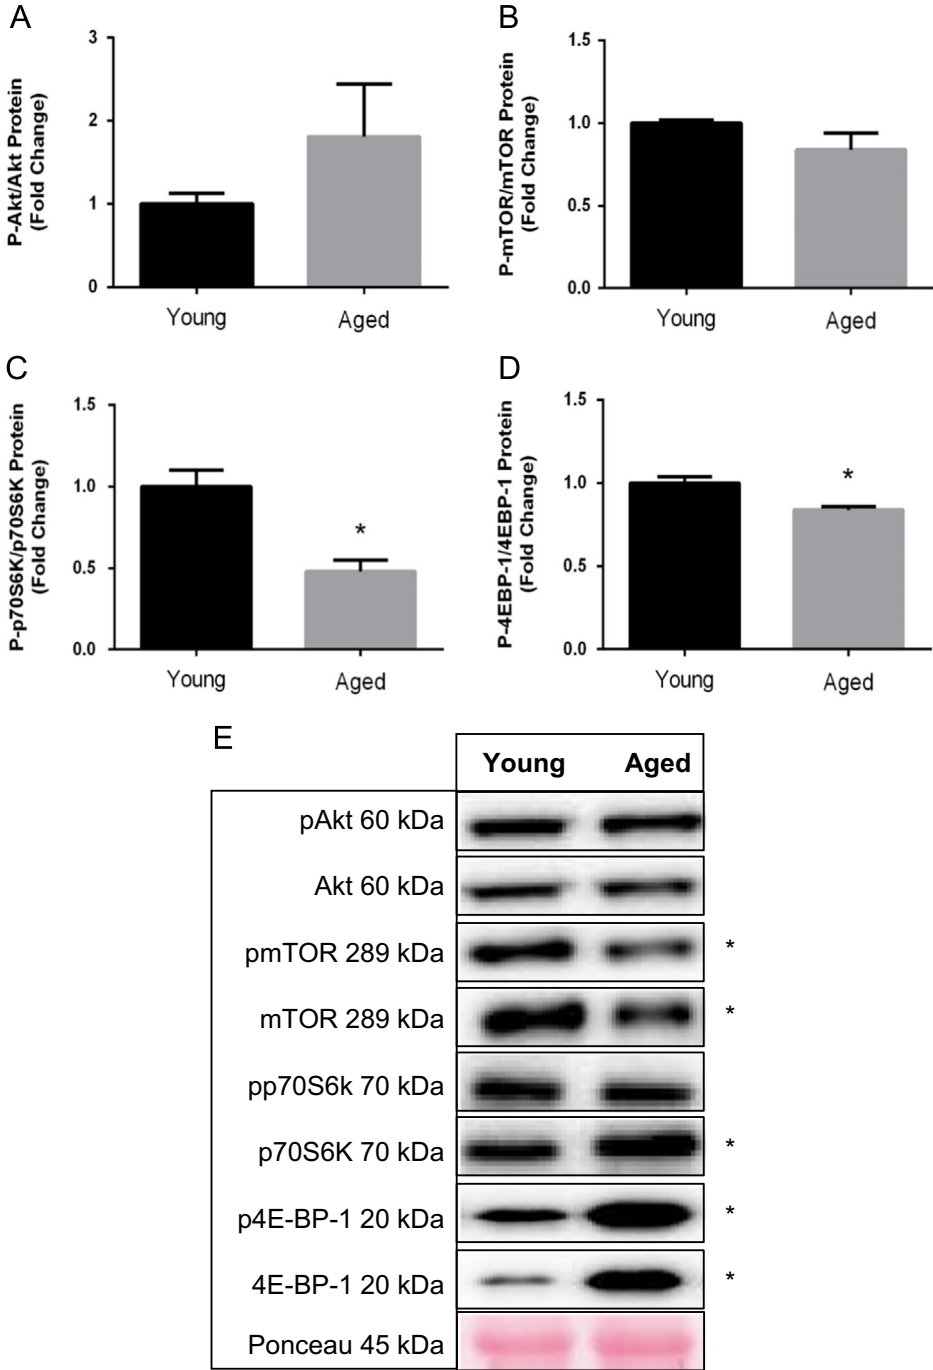 A
P-Akt/Akt Protein
(Fold Change)
3
2
1
0
Young
Aged
B
P-mTOR/mTOR Protein
(Fold Change)
1.5
1.0
0.5
0.0
Young
Aged
C
P-p70S6K/p70S6K Protein
(Fold Change)
1.5
1.0
0.5
0.0
*
Young
Aged
D
P-4EBP-1/4EBP-1 Protein
(Fold Change)
1.5
1.0
0.5
0.0
*
Young
Aged
E
Young Aged
pAkt 60 kDa
Akt 60 kDa
pmTOR 289 kDa *
mTOR 289 kDa *
pp70S6k 70 kDa
p70S6K 70 kDa *
p4E-BP-1 20 kDa *
4E-BP-1 20 kDa *
Ponceau 45 kDa